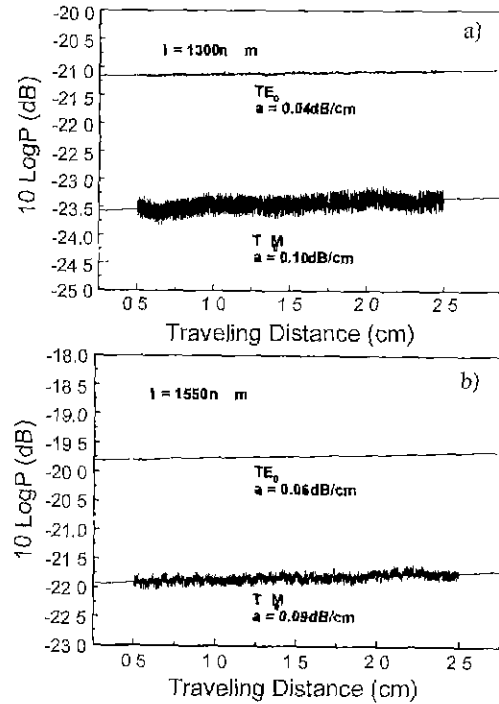 a)
10 LogP (dB)
-20 0
-20 5
-21 0
-21.5
-22 0
-22 5
-23.0
-23.5
-24.0
-24.5
-25 0
l = 1300n m
TE0
a = 0.04dB/cm
T M0
a = 0.10dB/cm
0 5 1 0 1 5 2 0 2 5
Traveling Distance (cm)
b)
10 LogP (dB)
-18.0
-18 5
-19.0
-19 5
-20 0
-20 5
-21 0
-21.5
-22 0
-22 5
-23 0
l = 1550n m
TE0
a = 0.06dB/cm
T M0
a = 0.09dB/cm
0 5 1 0 1 5 2 0 2 5
Traveling Distance (cm)